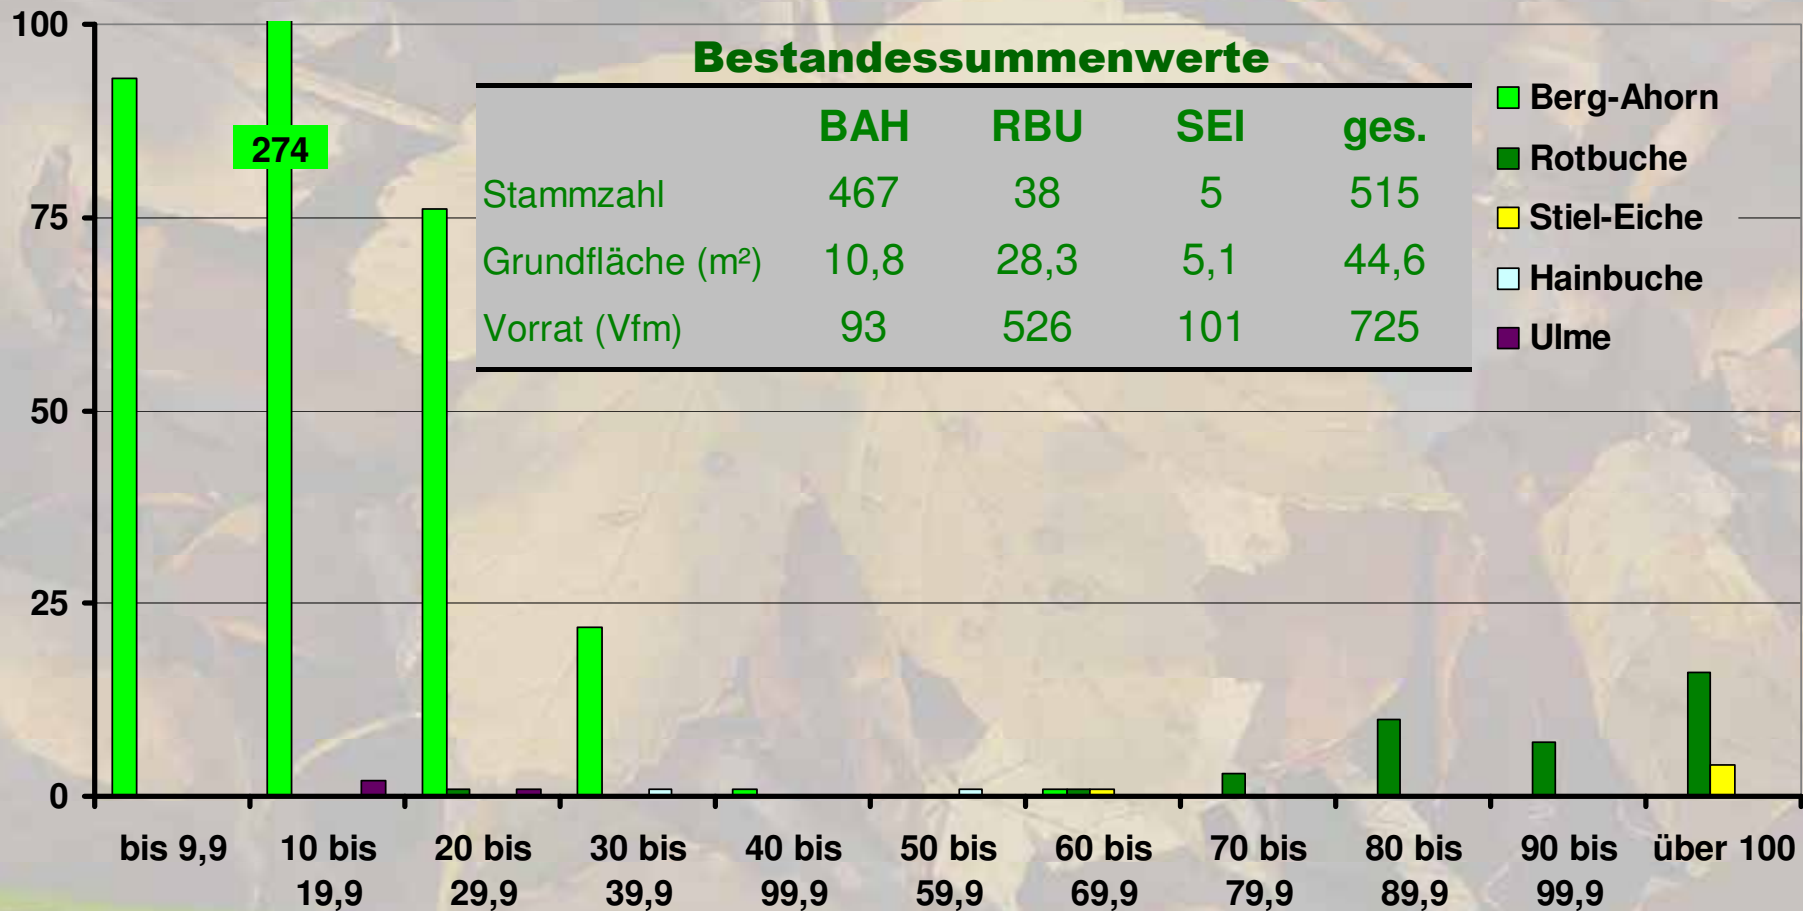 Bestandessummenwerte
BAH RBU SEI ges.
Stammzahl 467 38 5 515
Grundfläche (m²) 10,8 28,3 5,1 44,6
Vorrat (Vfm) 93 526 101 725
Berg-Ahorn
Rotbuche
Stiel-Eiche
Hainbuche
Ulme
274
100
75
50
25
0
bis 9,9 10 bis 20 bis 30 bis 40 bis 50 bis 60 bis 70 bis 80 bis 90 bis über 100
19,9 29,9 39,9 99,9 59,9 69,9 79,9 89,9 99,9